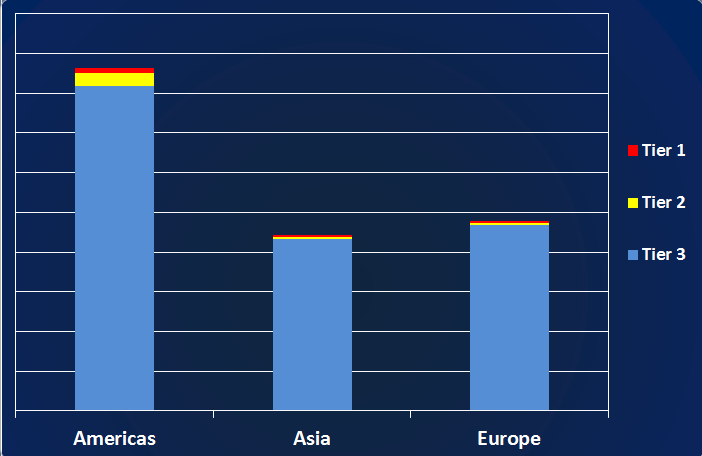 Tier 1
Tier 2
Tier 3
Americas
Asia
Europe